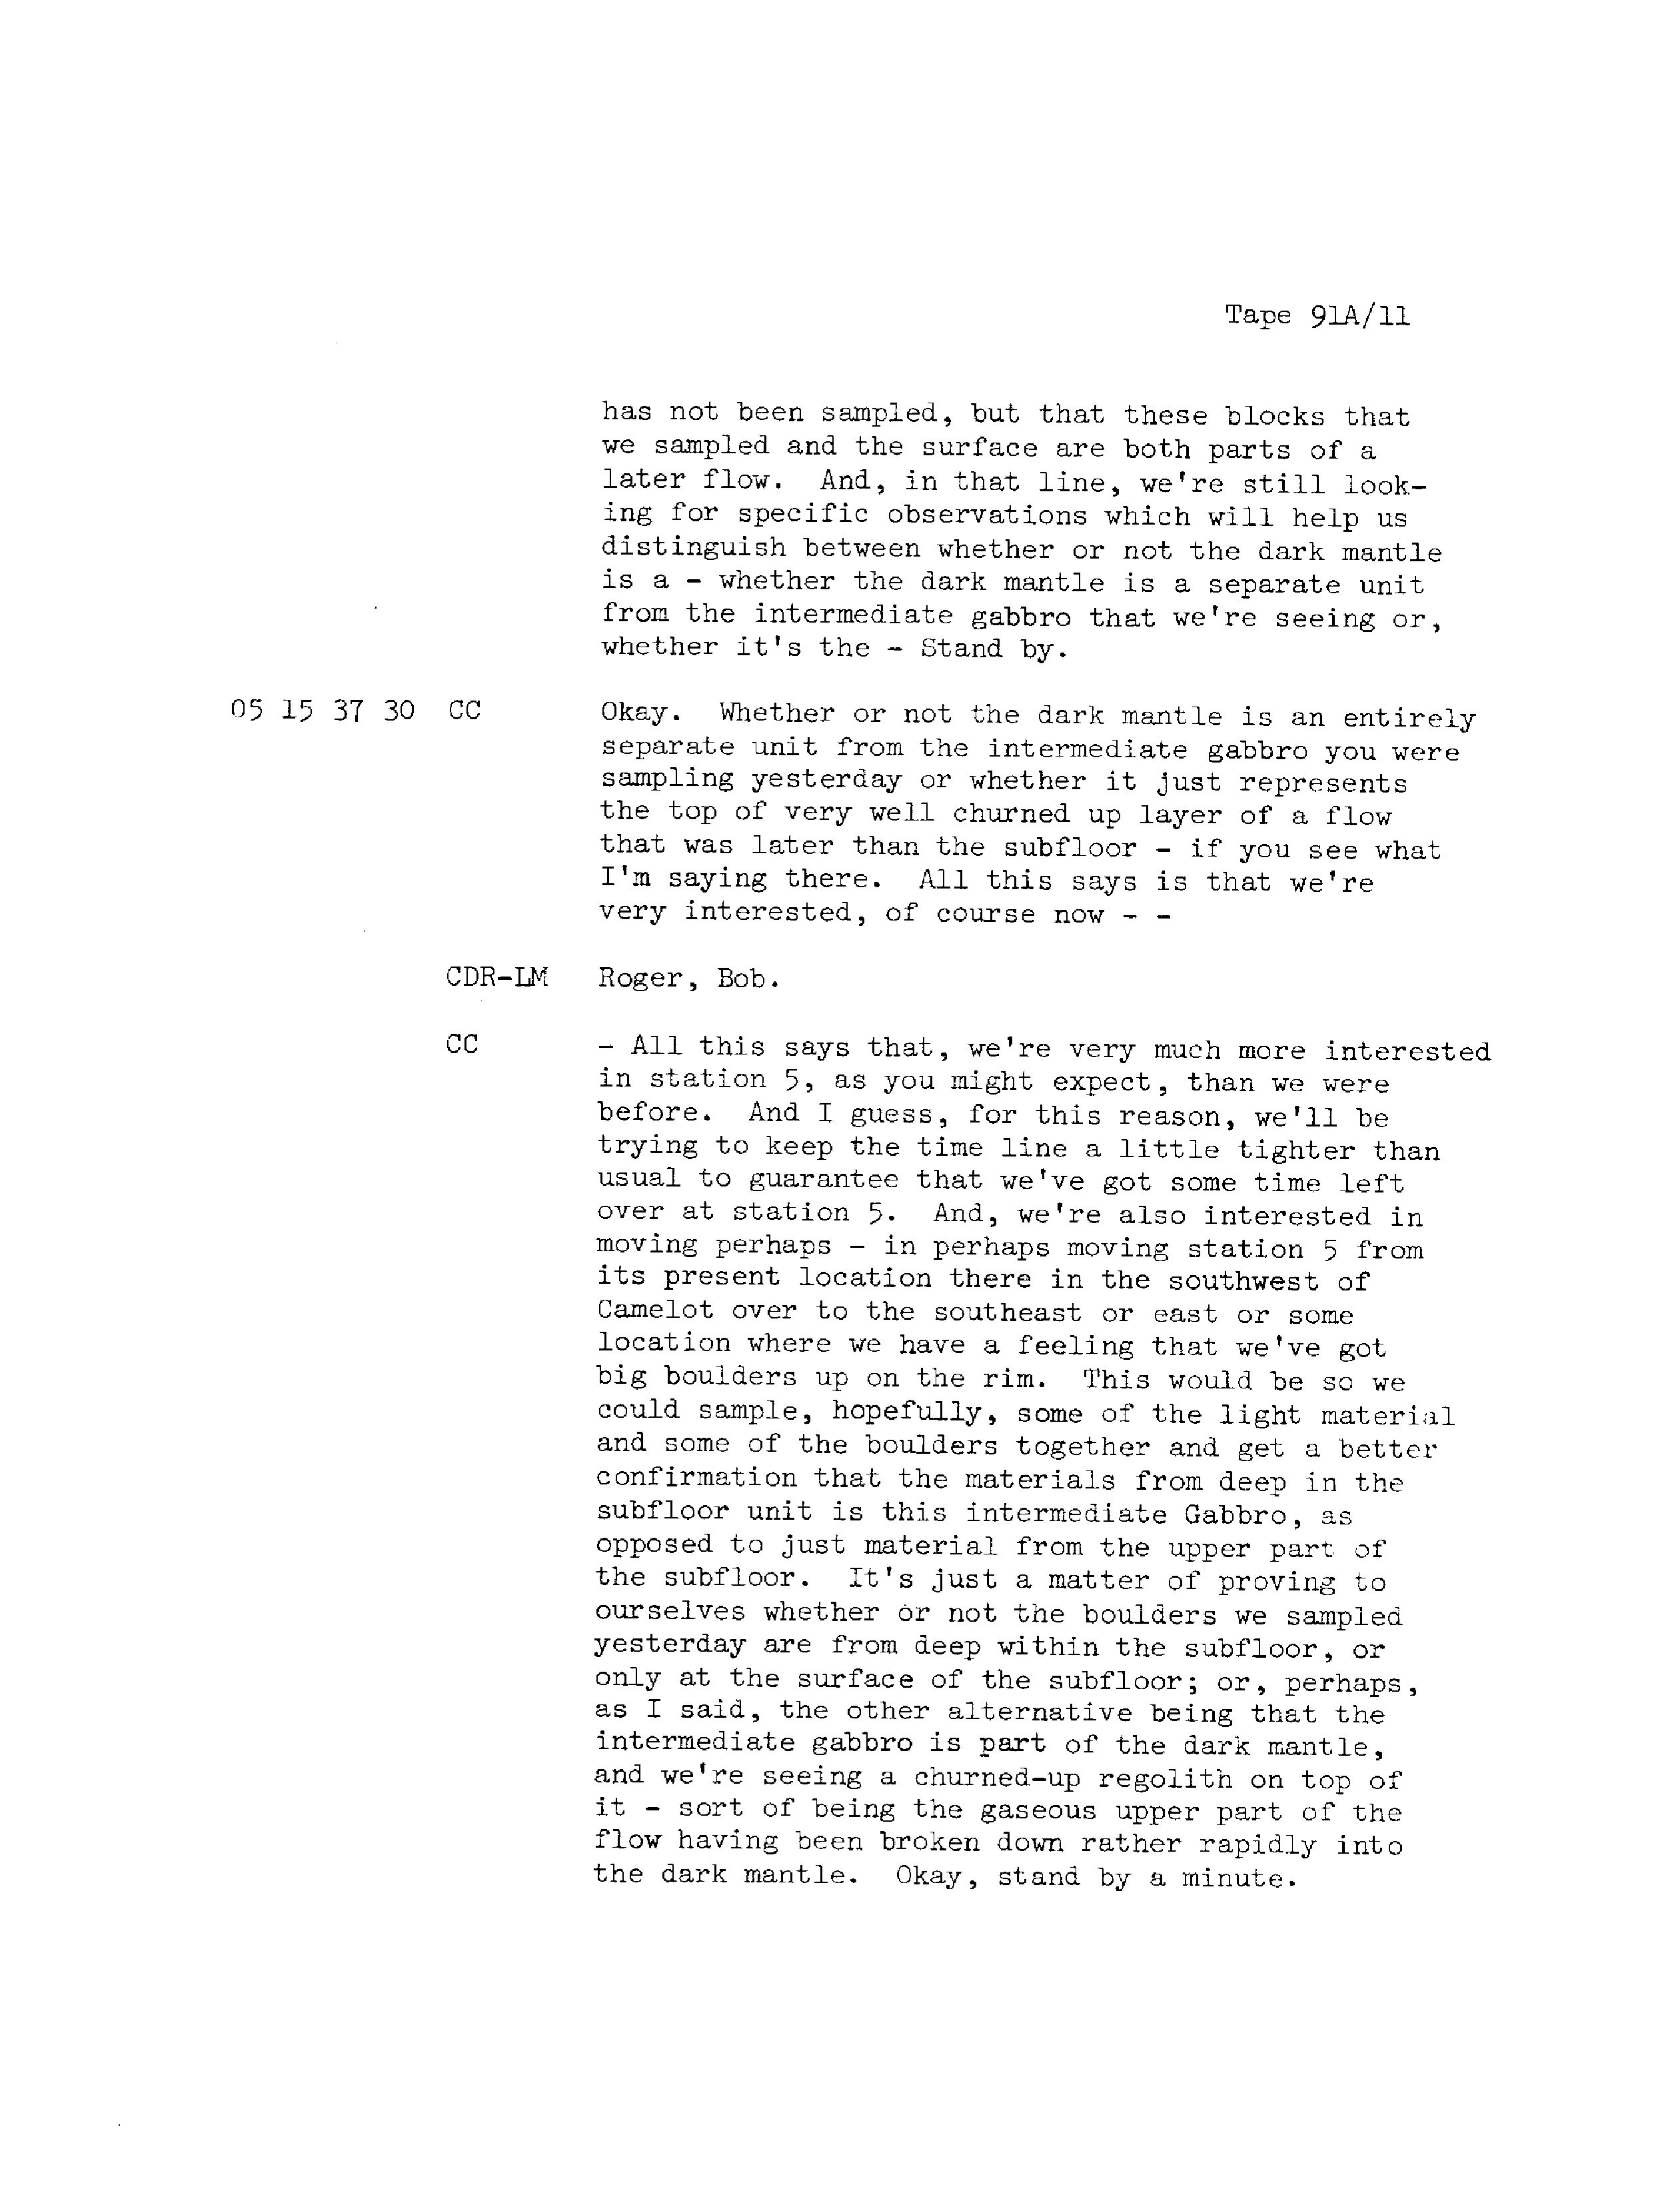 Tape 91A/11
has not been sampled, but that these blocks that
we sampled and the surface are both parts of a
later flow. And, in that line, we're still look-
ing for specific observations which will help us
distinguish between whether or not the dark mantle
is a - whether the dark mantle is a separate unit
from the intermediate gabbro that we're seeing or,
whether it's the - Stand by.
05 15 37 30 CC Okay. Whether or not the dark mantle is an entirely
separate unit from the intermediate gabbro you were
sampling yesterday or whether it just represents
the top of very well churned up layer of a flow
that was later than the subfloor - if you see what
I'm saying there. All this says is that we're
very interested, of course now - -
CDR-LM Roger, Bob.
CC - All this says that, we're very much more interested
in station 5, as you might expect, than we were
before. And I guess, for this reason, we'll be
trying to keep the time line a little tighter than
usual to guarantee that we've got some time left
over at station 5. And, we're also interested in
moving perhaps - in perhaps moving station 5 from
its present location there in the southwest of
Camelot over to the southeast or east or some
location where we have a feeling that we've got
big boulders up on the rim. This would be so we
could sample, hopefully, some of the light material
and some of the boulders together and get a better
confirmation that the materials from deep in the
subfloor unit is this intermediate Gabbro, as
opposed to just material from the upper part of
the subfloor. It's just a matter of proving to
ourselves whether or not the boulders we sampled
yesterday are from deep within the subfloor, or
only at the surface of the subfloor; or, perhaps,
as I said, the other alternative being that the
intermediate gabbro is part of the dark mantle,
and we're seeing a churned-up regolith on top of
it - sort of being the gaseous upper part of the
flow having been broken down rather rapidly into
the dark mantle. Okay, stand by a minute.